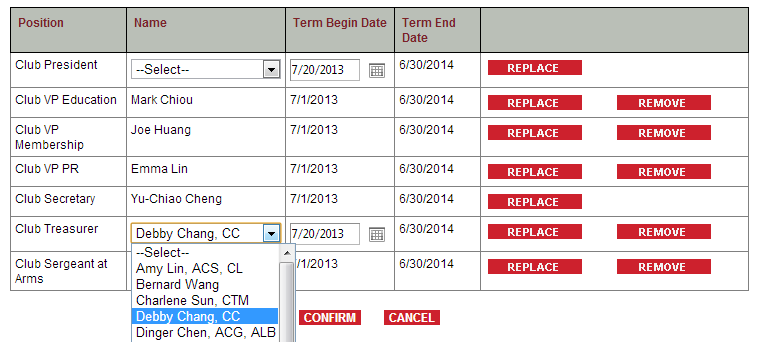 Position Name Term Begin Date Term End Date
Club President --Select-- 7/20/2013 6/30/2014 REPLACE
Club VP Education Mark Chiou 7/1/2013 6/30/2014 REPLACE REMOVE
Club VP Membership Joe Huang 7/1/2013 6/30/2014 REPLACE REMOVE
Club VP PR Emma Lin 7/1/2013 6/30/2014 REPLACE REMOVE
Club Secretary Yu-Chiao Cheng 7/1/2013 6/30/2014 REPLACE
Club Treasurer Debby Chang, CC 7/20/2013 6/30/2014 REPLACE REMOVE
Club Sergeant at Arms /1/2013 6/30/2014 REPLACE REMOVE
--Select--
Amy Lin, ACS, CL
Bernard Wang
Charlene Sun, CTM
Debby Chang, CC
Dinger Chen, ACG, ALB
CONFIRM CANCEL